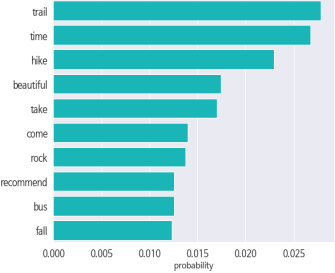 trail
time
hike
beautiful
take
come
rock
recommend
bus
fall
0.000 0.005 0.010 0.015 0.020 0.025
probability